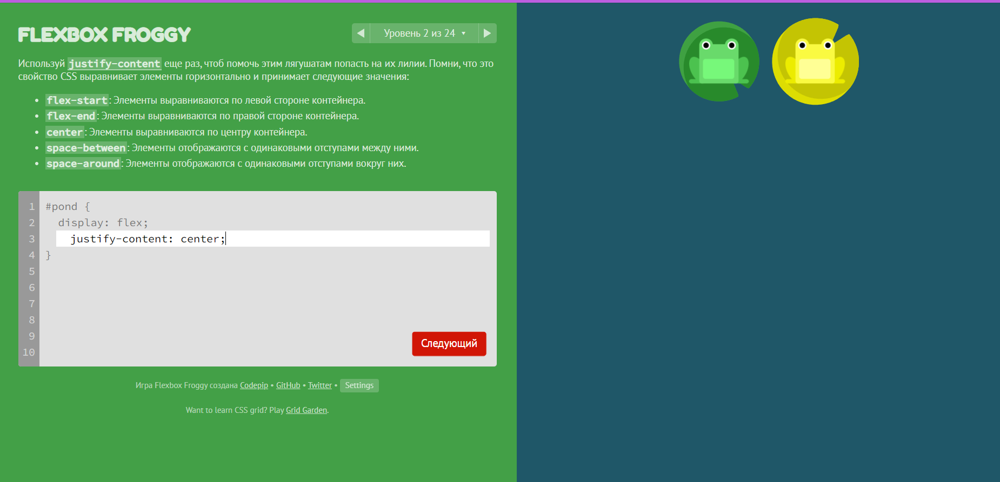 FLEXBOX FROGGY
Уровень 2 из 24
Используй justify-content еще раз, чтоб помочь этим лягушатам попасть на их лилии. Помни, что это
свойство CSS выравнивает элементы горизонтально и принимает следующие значения:
flex-start: Элементы выравниваются по левой стороне контейнера.
flex-end: Элементы выравниваются по правой стороне контейнера.
center: Элементы выравниваются по центру контейнера.
space-between: Элементы отображаются с одинаковыми отступами между ними.
space-around: Элементы отображаются с одинаковыми отступами вокруг них.
1 #pond {
2 display: flex;
3 justify-content: center;
4 }
5
6
7
8
9
10
Следующий
Игра Flexbox Froggy создана Codepip • GitHub • Twitter • Settings
Want to learn CSS grid? Play Grid Garden.